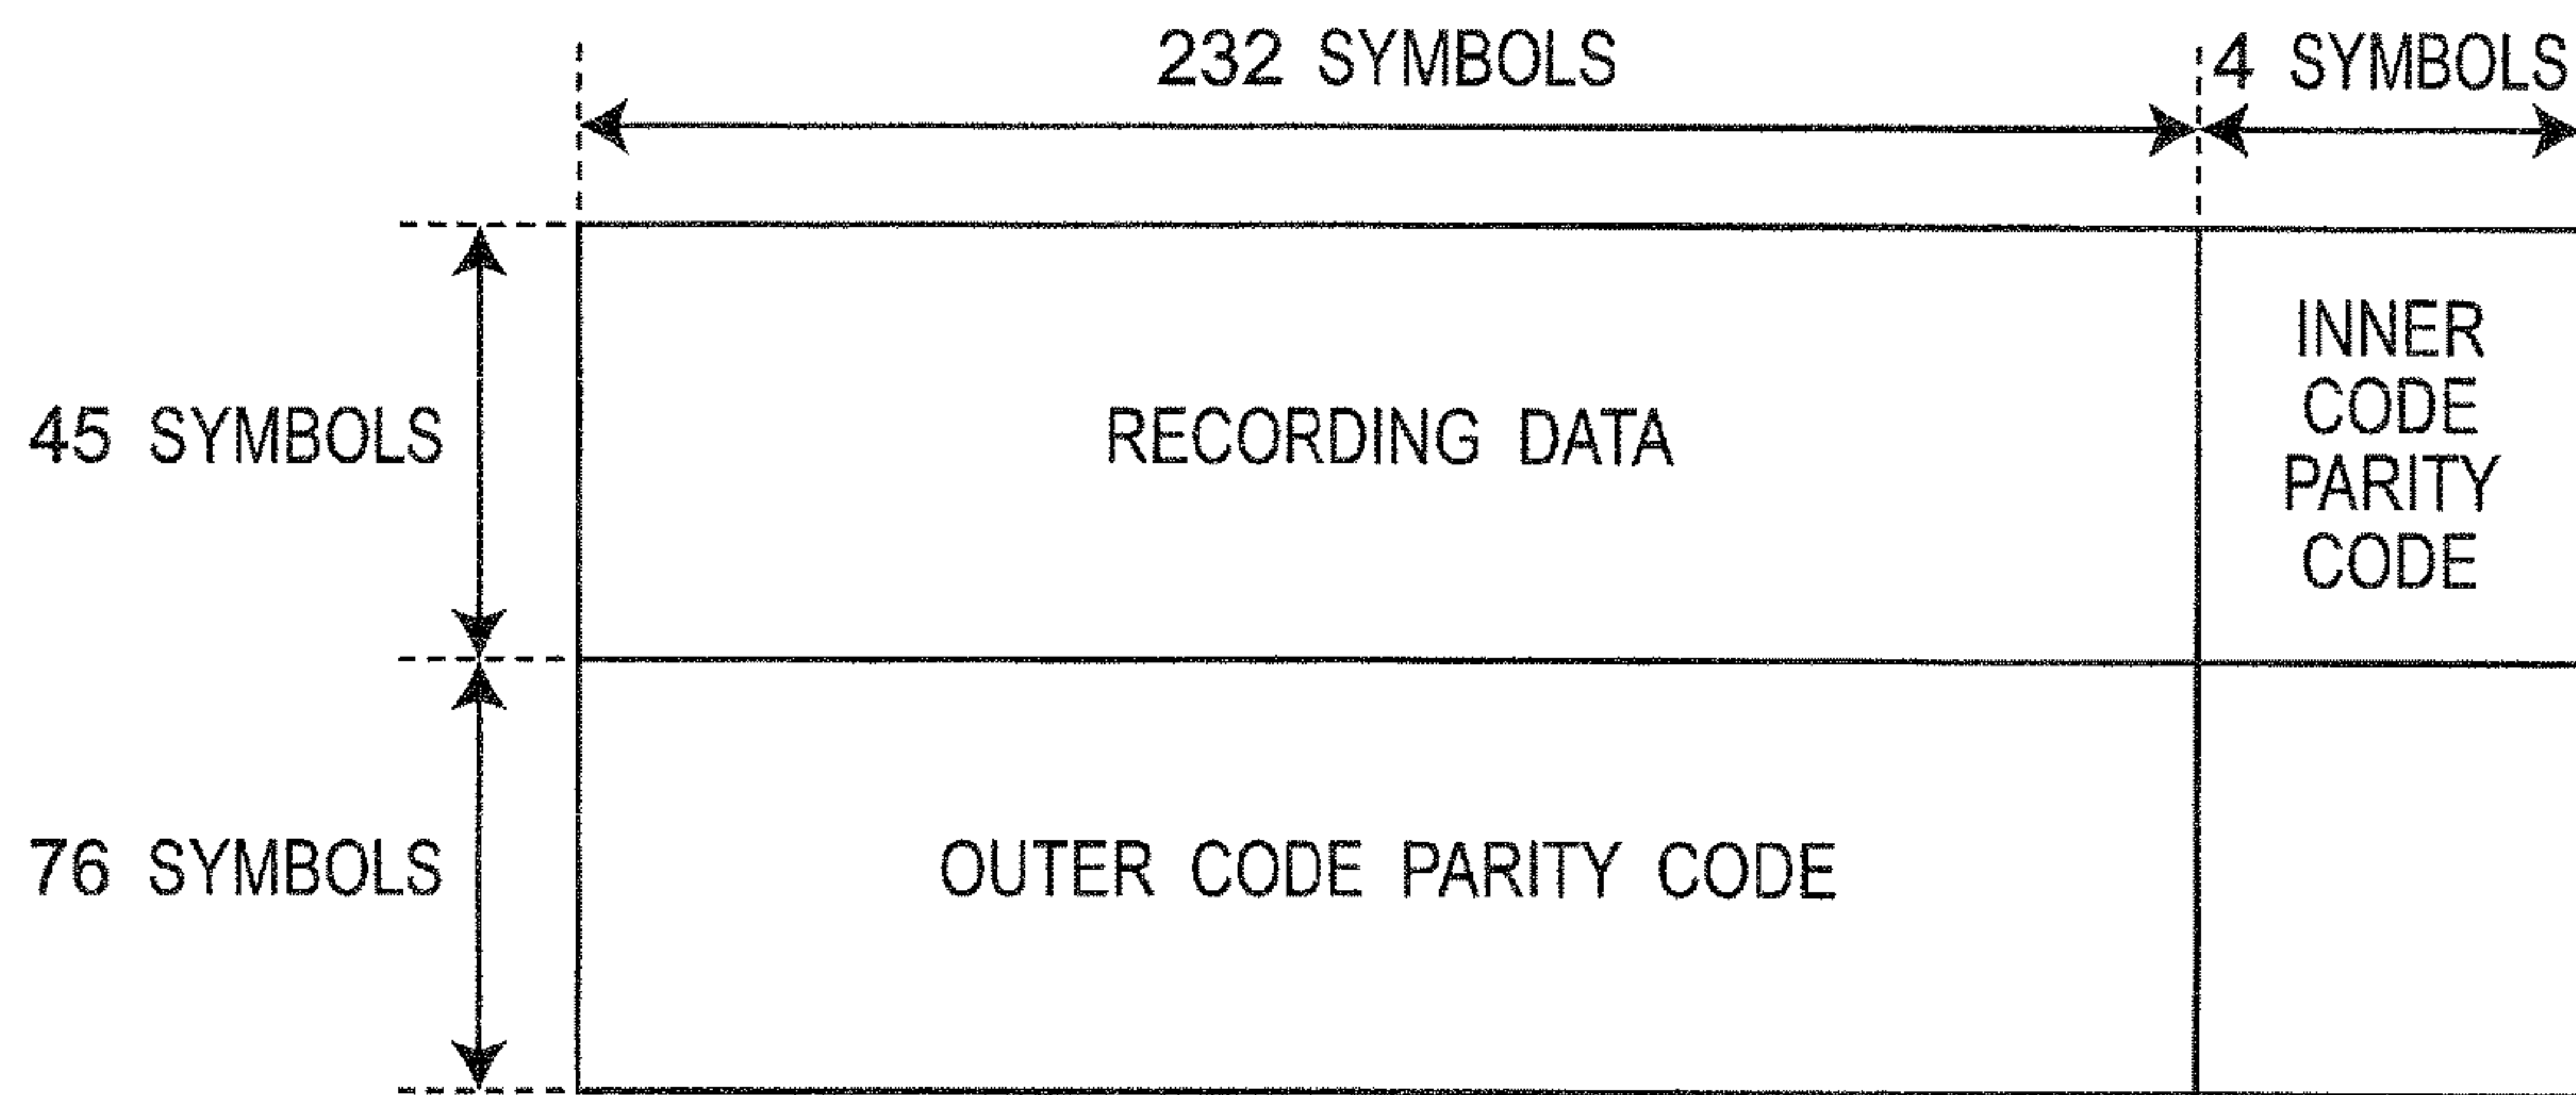 232 SYMBOLS
4 SYMBOLS
45 SYMBOLS
RECORDING DATA
INNER
CODE
PARITY
CODE
76 SYMBOLS
OUTER CODE PARITY CODE